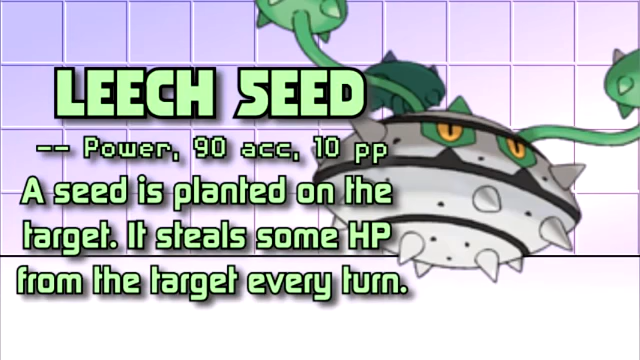 LEECH SEED
-- Power, 90 acc, 10 pp
A seed is planted on the
target. It steals some HP
from the target every turn.